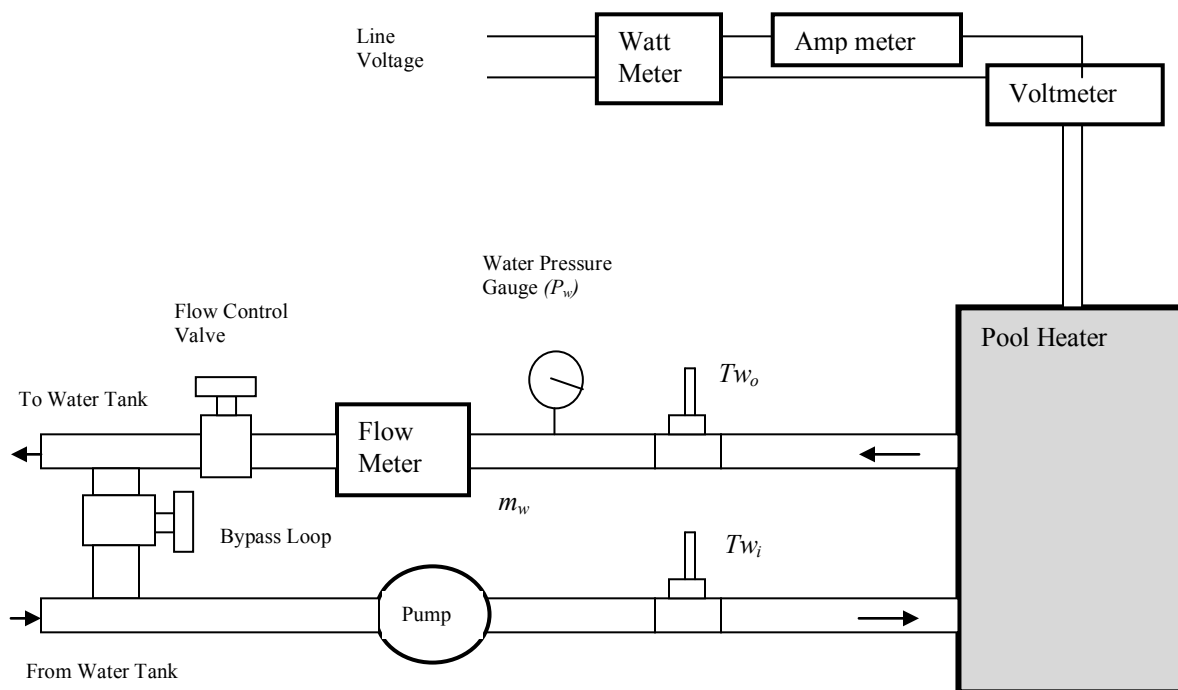 Line
Voltage
Watt
Meter
Amp meter
Voltmeter
Water Pressure
Gauge (Pw)
Flow Control
Valve
Pool Heater
Two
To Water Tank
Flow
Meter
mw
Bypass Loop
Twi
Pump
From Water Tank